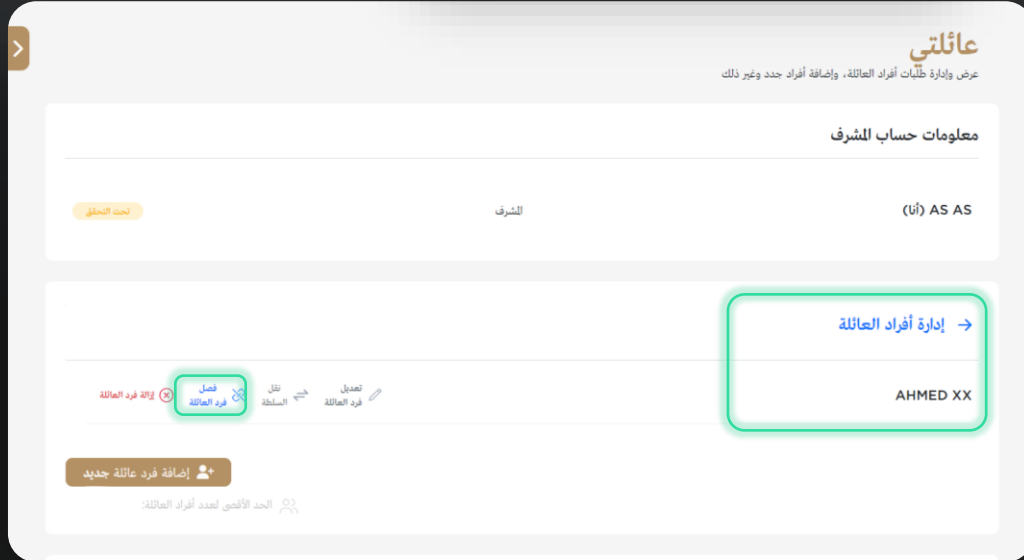 عائلتي
عرض وإدارة طلبات أفراد العائلة، وإضافة أفراد جدد وغير ذلك
معلومات حساب المشرف
AS AS (أنا)
المشرف
تحت التحقق
إدارة أفراد العائلة
AHMED XX
تعديل
فرد العائلة
نقل
السلطة
فصل
فرد العائلة
إزالة فرد العائلة
إضافة فرد عائلة جديد
الحد الأقصى لعدد أفراد العائلة: